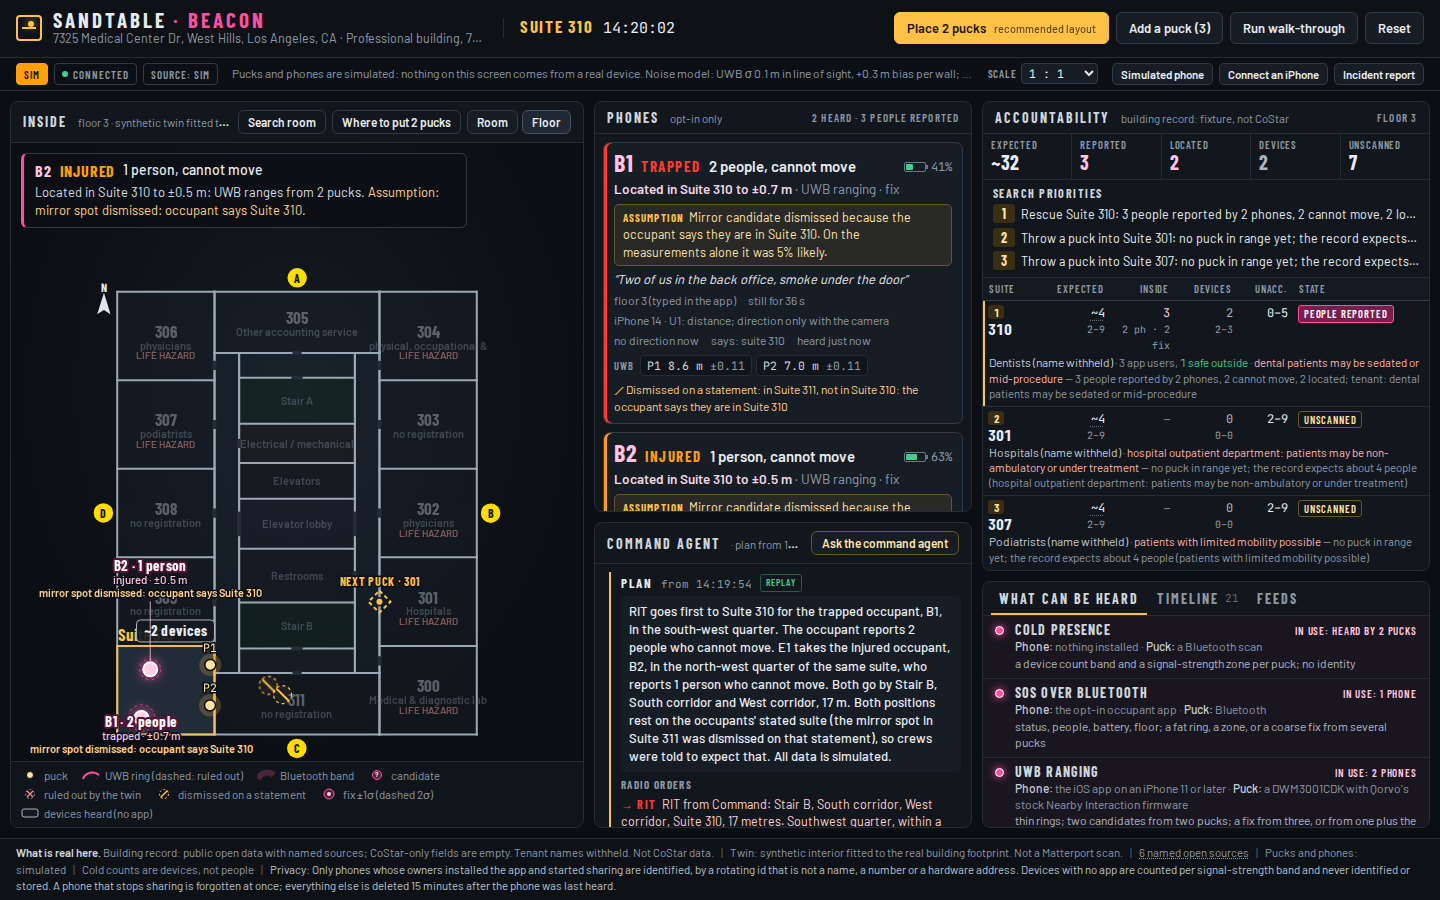 SANDTABLE · BEACON
7325 Medical Center Dr, West Hills, Los Angeles, CA · Professional building, 7...
SUITE 310 14:20:02
Place 2 pucks recommended layout
Add a puck (3)
Run walk-through
Reset
SIM
CONNECTED
SOURCE: SIM
Pucks and phones are simulated: nothing on this screen comes from a real device. Noise model: UWB σ 0.1 m in line of sight, +0.3 m bias per wall; ...
SCALE 1 : 1
Simulated phone
Connect an iPhone
Incident report
INSIDE floor 3 · synthetic twin fitted t...
Search room
Where to put 2 pucks
Room
Floor
B2 INJURED 1 person, cannot move
Located in Suite 310 to ±0.5 m: UWB ranges from 2 pucks. Assumption:
mirror spot dismissed: occupant says Suite 310.
N
A
306
physicians
LIFE HAZARD
305
Other accounting service
304
physical, occupational &
LIFE HAZARD
Stair A
307
podiatrists
LIFE HAZARD
Electrical / mechanical
303
no registration
Elevators
D
308
no registration
Elevator lobby
302
physicians
LIFE HAZARD
B
B2 · 1 person
injured · ±0.5 m
mirror spot dismissed: occupant says Suite 310
309
no registration
Restrooms
NEXT PUCK · 301
301
Hospitals
LIFE HAZARD
Stair B
Sui
~2 devices
P1
P2
311
no registration
300
Medical & diagnostic lab
LIFE HAZARD
B1 · 2 people
trapped · ±0.7 m
mirror spot dismissed: occupant says Suite 310
C
puck
UWB ring (dashed: ruled out)
Bluetooth band
candidate
ruled out by the twin
dismissed on a statement
fix ±1σ (dashed 2σ)
devices heard (no app)
PHONES opt-in only
2 HEARD · 3 PEOPLE REPORTED
B1 TRAPPED 2 people, cannot move 41%
Located in Suite 310 to ±0.7 m · UWB ranging · fix
ASSUMPTION Mirror candidate dismissed because the
occupant says they are in Suite 310. On the
measurements alone it was 5% likely.
"Two of us in the back office, smoke under the door"
floor 3 (typed in the app) still for 36 s
iPhone 14 · U1: distance; direction only with the camera
no direction now says: suite 310 heard just now
UWB P1 8.6 m ±0.11 P2 7.0 m ±0.11
Dismissed on a statement: in Suite 311, not in Suite 310: the
occupant says they are in Suite 310
B2 INJURED 1 person, cannot move 63%
Located in Suite 310 to ±0.5 m · UWB ranging · fix
ASSUMPTION Mirror candidate dismissed because the
COMMAND AGENT · plan from 1...
Ask the command agent
PLAN from 14:19:54 REPLAY
RIT goes first to Suite 310 for the trapped occupant, B1,
in the south-west quarter. The occupant reports 2
people who cannot move. E1 takes the injured occupant,
B2, in the north-west quarter of the same suite, who
reports 1 person who cannot move. Both go by Stair B,
South corridor and West corridor, 17 m. Both positions
rest on the occupants' stated suite (the mirror spot in
Suite 311 was dismissed on that statement), so crews
were told to expect that. All data is simulated.
RADIO ORDERS
→ RIT RIT from Command: Stair B, South corridor, West
corridor, Suite 310, 17 metres. Southwest quarter, within a
ACCOUNTABILITY building record: fixture, not CoStar
FLOOR 3
EXPECTED
~32
REPORTED
3
LOCATED
2
DEVICES
2
UNSCANNED
7
SEARCH PRIORITIES
1 Rescue Suite 310: 3 people reported by 2 phones, 2 cannot move, 2 lo...
2 Throw a puck into Suite 301: no puck in range yet; the record expects...
3 Throw a puck into Suite 307: no puck in range yet; the record expects...
SUITE EXPECTED INSIDE DEVICES UNACC. STATE
1 ~4 3 2 0-5 PEOPLE REPORTED
310 2-9 2 ph · 2 2-3
fix
Dentists (name withheld) · 3 app users, 1 safe outside · dental patients may be sedated or
mid-procedure — 3 people reported by 2 phones, 2 cannot move, 2 located; tenant: dental
patients may be sedated or mid-procedure
2 ~4 — 0 2-9 UNSCANNED
301 2-9 0-0
Hospitals (name withheld) · hospital outpatient department: patients may be non-
ambulatory or under treatment — no puck in range yet; the record expects about 4 people
(hospital outpatient department: patients may be non-ambulatory or under treatment)
3 ~4 — 0 2-9 UNSCANNED
307 2-9 0-0
Podiatrists (name withheld) · patients with limited mobility possible — no puck in range
yet; the record expects about 4 people (patients with limited mobility possible)
WHAT CAN BE HEARD
TIMELINE 21
FEEDS
COLD PRESENCE IN USE: HEARD BY 2 PUCKS
Phone: nothing installed · Puck: a Bluetooth scan
a device count band and a signal-strength zone per puck; no identity
SOS OVER BLUETOOTH IN USE: 1 PHONE
Phone: the opt-in occupant app · Puck: Bluetooth
status, people, battery, floor; a fat ring, a zone, or a coarse fix from several
pucks
UWB RANGING IN USE: 2 PHONES
Phone: the iOS app on an iPhone 11 or later · Puck: a DWM3001CDK with Qorvo's
stock Nearby Interaction firmware
thin rings; two candidates from two pucks; a fix from three, or from one plus the
What is real here. Building record: public open data with named sources; CoStar-only fields are empty. Tenant names withheld. Not CoStar data. | Twin: synthetic interior fitted to the real building footprint. Not a Matterport scan. | 6 named open sources | Pucks and phones:
simulated | Cold counts are devices, not people | Privacy: Only phones whose owners installed the app and started sharing are identified, by a rotating id that is not a name, a number or a hardware address. Devices with no app are counted per signal-strength band and never identified or
stored. A phone that stops sharing is forgotten at once; everything else is deleted 15 minutes after the phone was last heard.